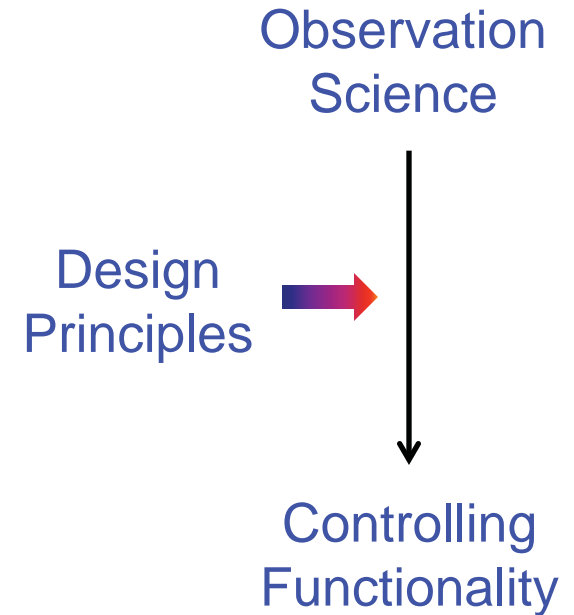 Observation
Science
Design
Principles
Controlling
Functionality